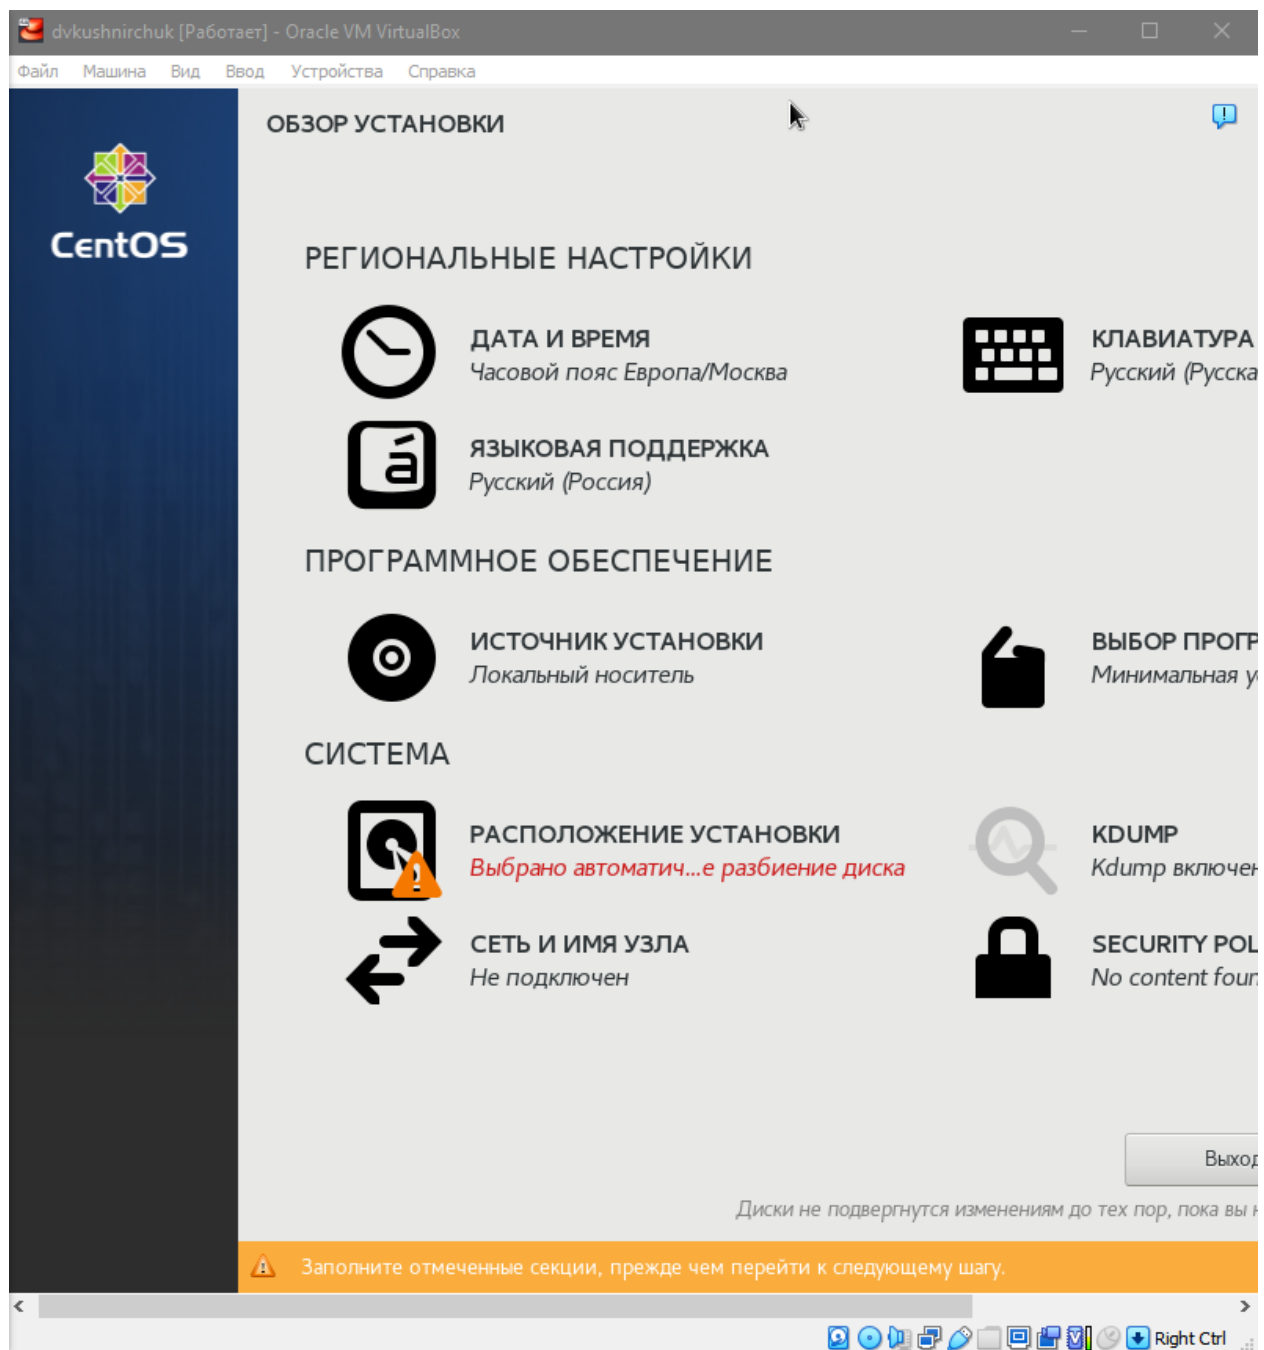 dvkushnirchuk [Работает] - Oracle VM VirtualBox
Файл Машина Вид Ввод Устройства Справка
CentOS
ОБЗОР УСТАНОВКИ
РЕГИОНАЛЬНЫЕ НАСТРОЙКИ
ДАТА И ВРЕМЯ
Часовой пояс Европа/Москва
КЛАВИАТУРА
Русский (Русска
ЯЗЫКОВАЯ ПОДДЕРЖКА
Русский (Россия)
ПРОГРАММНОЕ ОБЕСПЕЧЕНИЕ
ИСТОЧНИК УСТАНОВКИ
Локальный носитель
ВЫБОР ПРОГР
Минимальная у
СИСТЕМА
РАСПОЛОЖЕНИЕ УСТАНОВКИ
Выбрано автоматич...е разбиение диска
KDUMP
Kdump включен
СЕТЬ И ИМЯ УЗЛА
Не подключен
SECURITY POL
No content foun
Выход
Диски не подвергнутся изменениям до тех пор, пока вы н
Заполните отмеченные секции, прежде чем перейти к следующему шагу.
Right Ctrl